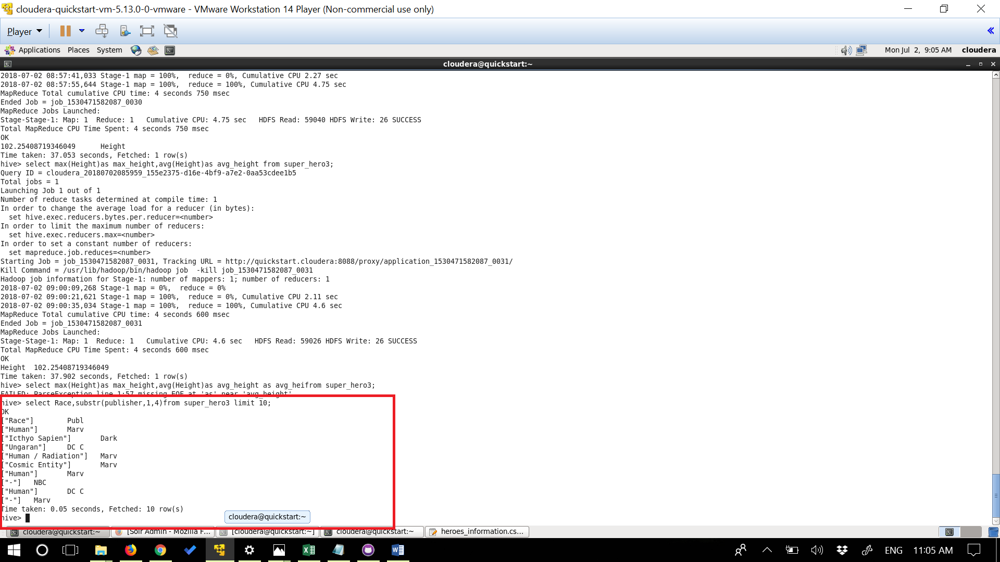 cloudera-quickstart-vm-5.13.0-0-vmware - VMware Workstation 14 Player (Non-commercial use only)
Player
Applications Places System
Mon Jul 2, 9:05 AM cloudera
cloudera@quickstart:~
2018-07-02 08:57:41,033 Stage-1 map = 100%, reduce = 0%, Cumulative CPU 2.27 sec
2018-07-02 08:57:55,644 Stage-1 map = 100%, reduce = 100%, Cumulative CPU 4.75 sec
MapReduce Total cumulative CPU time: 4 seconds 750 msec
Ended Job = job_1530471582087_0030
MapReduce Jobs Launched:
Stage-Stage-1: Map: 1 Reduce: 1 Cumulative CPU: 4.75 sec HDFS Read: 59040 HDFS Write: 26 SUCCESS
Total MapReduce CPU Time Spent: 4 seconds 750 msec
OK
102.25408719346049 Height
Time taken: 37.053 seconds, Fetched: 1 row(s)
hive> select max(Height)as max_height,avg(Height)as avg_height from super_hero3;
Query ID = cloudera_20180702085959_155e2375-d16e-4bf9-a7e2-0aa53cdee1b5
Total jobs = 1
Launching Job 1 out of 1
Number of reduce tasks determined at compile time: 1
In order to change the average load for a reducer (in bytes):
set hive.exec.reducers.bytes.per.reducer=<number>
In order to limit the maximum number of reducers:
set hive.exec.reducers.max=<number>
In order to set a constant number of reducers:
set mapreduce.job.reduces=<number>
Starting Job = job_1530471582087_0031, Tracking URL = http://quickstart.cloudera:8088/proxy/application_1530471582087_0031/
Kill Command = /usr/lib/hadoop/bin/hadoop job -kill job_1530471582087_0031
Hadoop job information for Stage-1: number of mappers: 1; number of reducers: 1
2018-07-02 09:00:09,268 Stage-1 map = 0%, reduce = 0%
2018-07-02 09:00:21,621 Stage-1 map = 100%, reduce = 0%, Cumulative CPU 2.11 sec
2018-07-02 09:00:35,034 Stage-1 map = 100%, reduce = 100%, Cumulative CPU 4.6 sec
MapReduce Total cumulative CPU time: 4 seconds 600 msec
Ended Job = job_1530471582087_0031
MapReduce Jobs Launched:
Stage-Stage-1: Map: 1 Reduce: 1 Cumulative CPU: 4.6 sec HDFS Read: 59026 HDFS Write: 26 SUCCESS
Total MapReduce CPU Time Spent: 4 seconds 600 msec
OK
Height 102.25408719346049
Time taken: 37.902 seconds, Fetched: 1 row(s)
hive> select max(Height)as max_height,avg(Height)as avg_height as avg_heifrom super_hero3;
FAILED: ParseException line 1:57 missing EOF at 'as' near 'avg_height'
hive> select Race,substr(publisher,1,4)from super_hero3 limit 10;
OK
["Race"] Publ
["Human"] Marv
["Icthyo Sapien"] Dark
["Ungaran"] DC C
["Human / Radiation"] Marv
["Cosmic Entity"] Marv
["Human"] Marv
["-"] NBC
["Human"] DC C
["-"] Marv
Time taken: 0.05 seconds, Fetched: 10 row(s)
hive>
cloudera@quickstart:~
cloudera@quickstart:~ [Solr Admin - Mozilla F... [cloudera@quickstart:~] cloudera@quickstart:~ heroes_information.cs...
ENG 11:05 AM